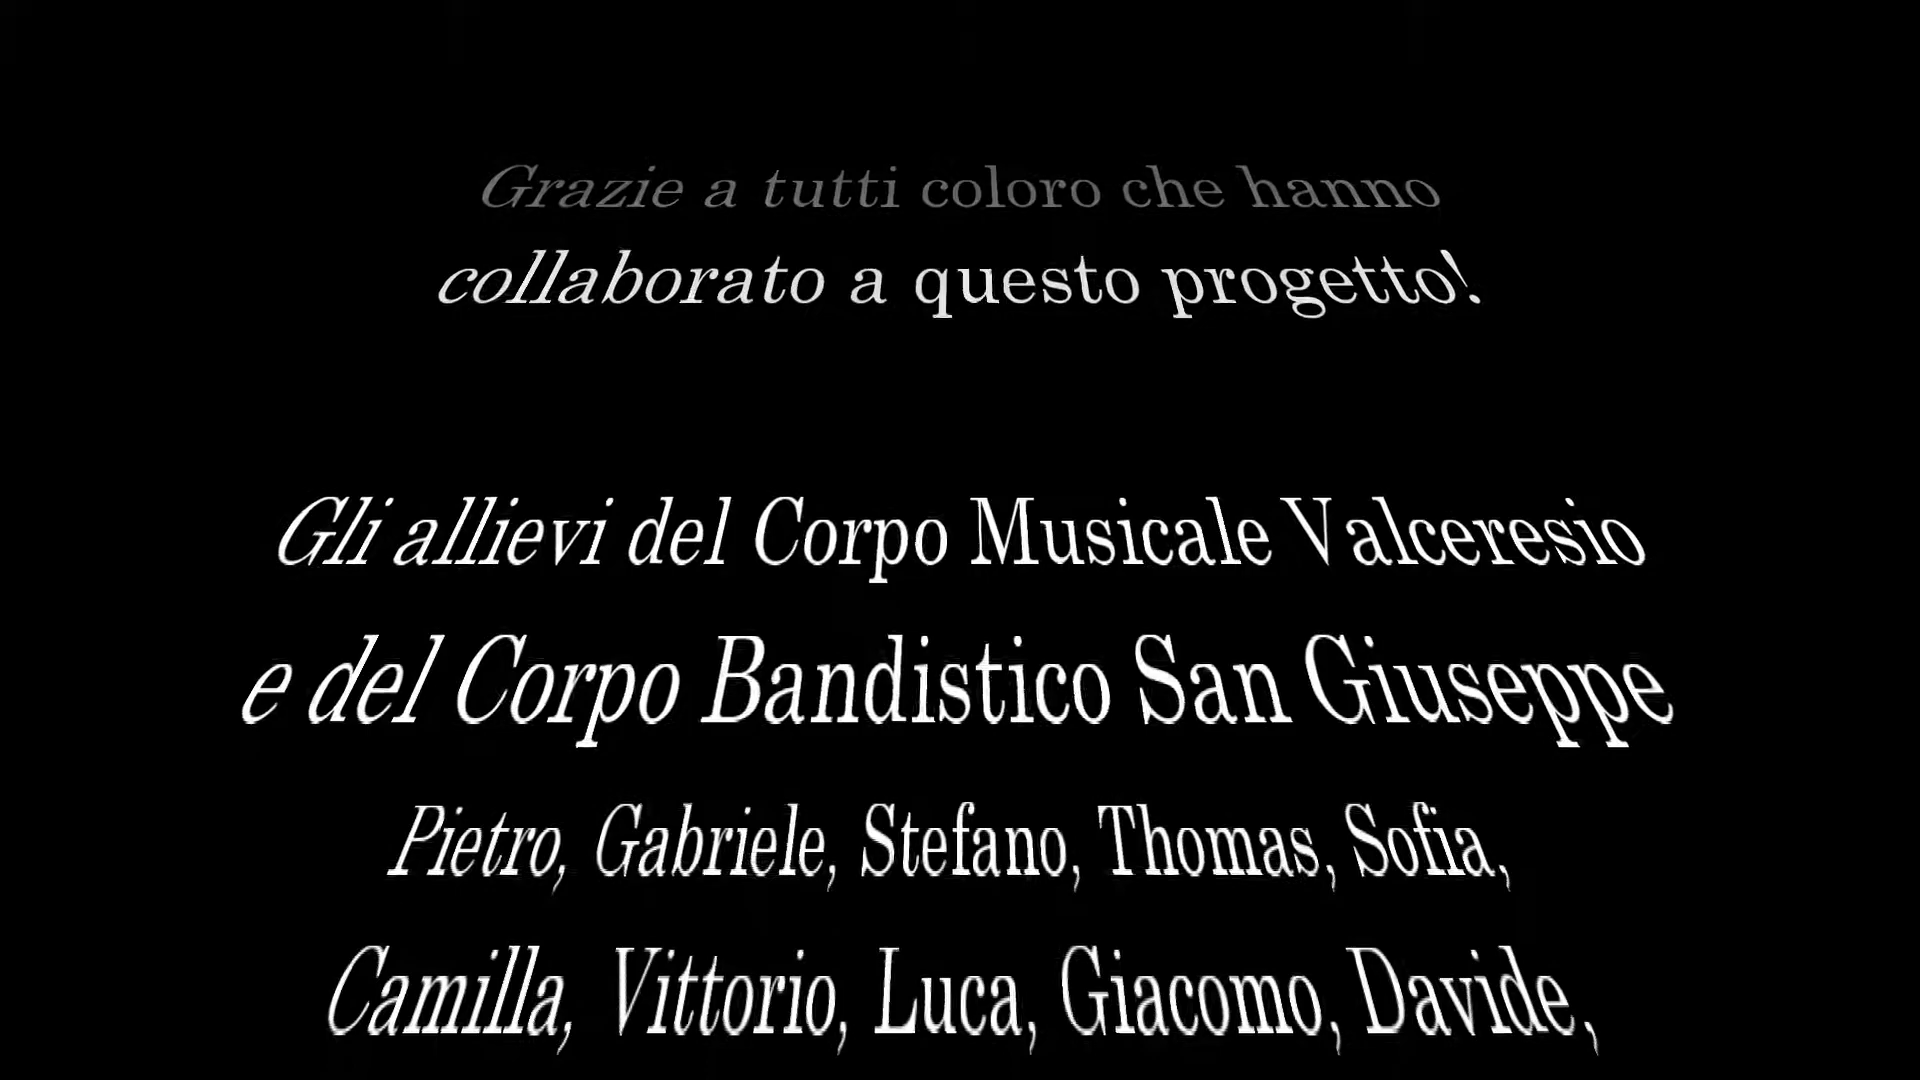 Grazie a tutti coloro che hanno
collaborato a questo progetto!
Gli allievi del Corpo Musicale Valceresio
e del Corpo Bandistico San Giuseppe
Pietro, Gabriele, Stefano, Thomas, Sofia,
Camilla, Vittorio, Luca, Giacomo, Davide,